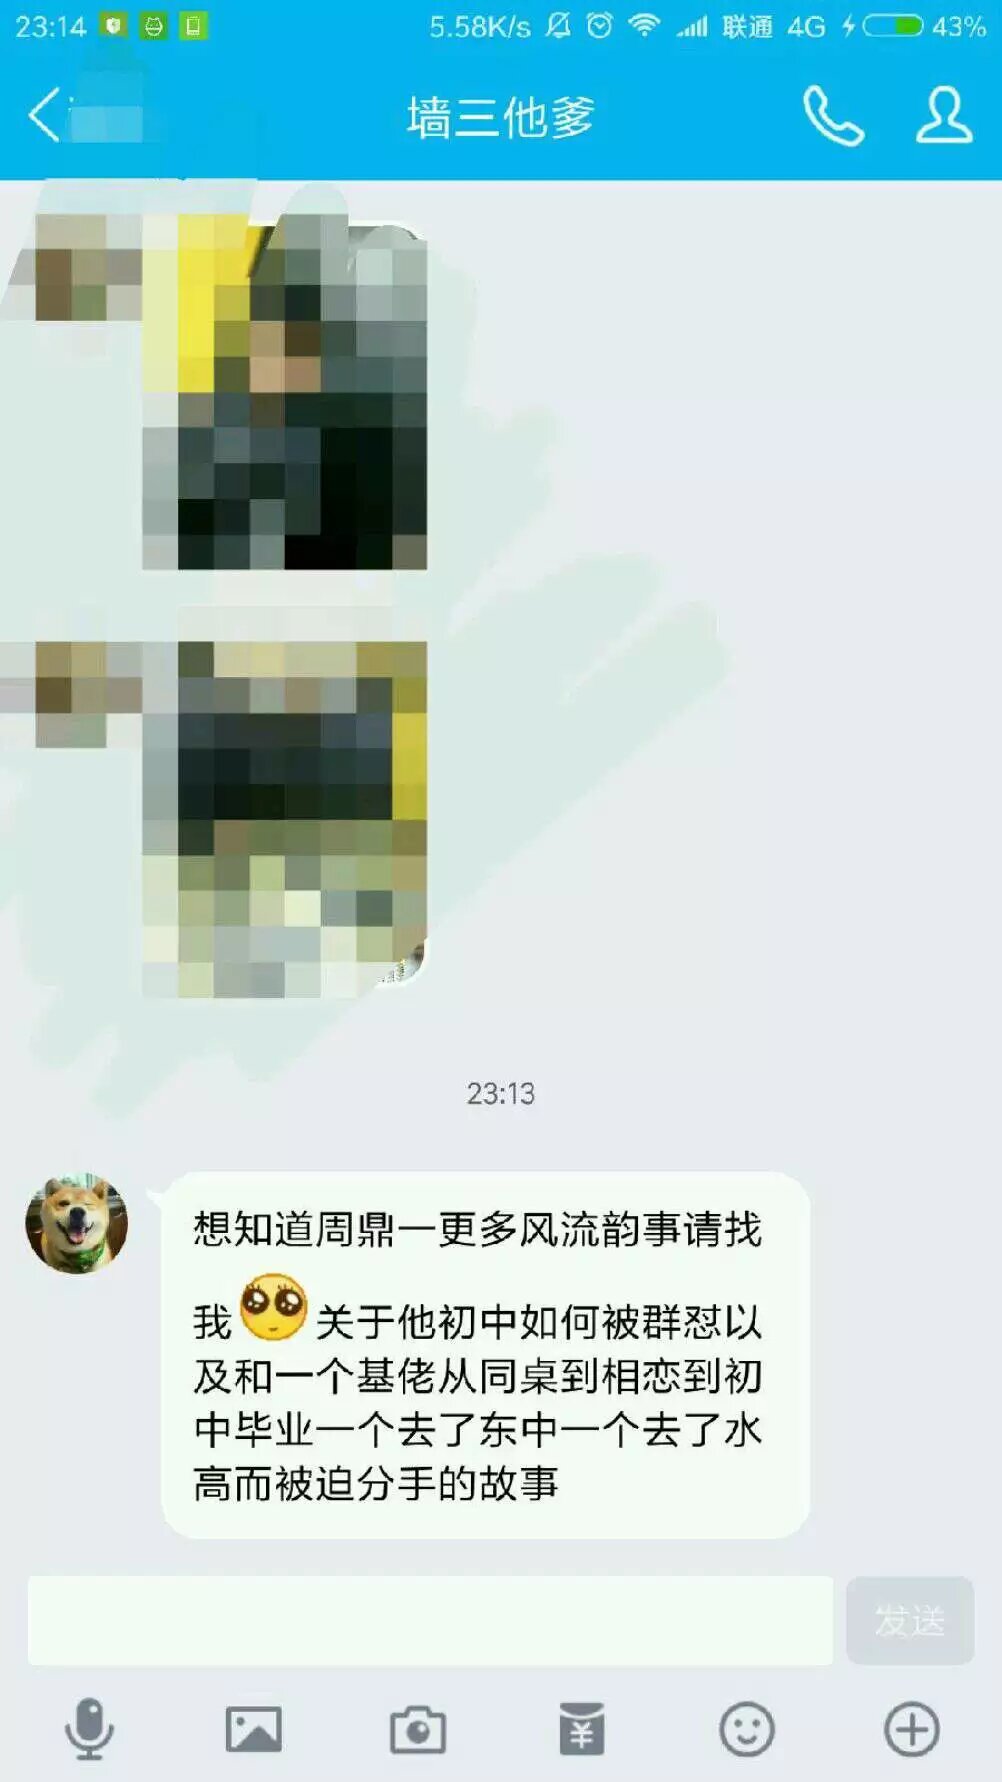 23:14 5.58K/s 联通 4G 43%
墙三他爹
23:13
想知道周鼎一更多风流韵事请找
我🥺关于他初中如何被群怼以
及和一个基佬从同桌到相恋到初
中毕业一个去了东中一个去了水
高而被迫分手的故事
发送